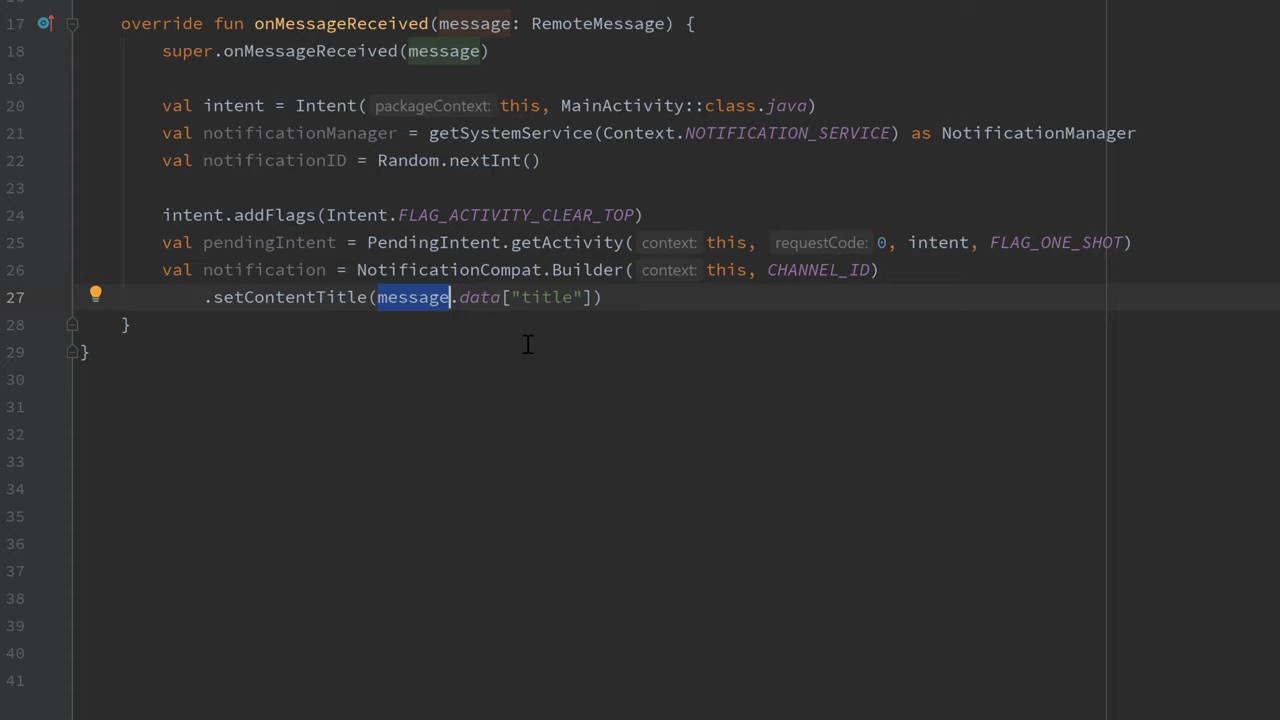 17 override fun onMessageReceived(message: RemoteMessage) {
18 super.onMessageReceived(message)
19
20 val intent = Intent( packageContext: this, MainActivity::class.java)
21 val notificationManager = getSystemService(Context.NOTIFICATION_SERVICE) as NotificationManager
22 val notificationID = Random.nextInt()
23
24 intent.addFlags(Intent.FLAG_ACTIVITY_CLEAR_TOP)
25 val pendingIntent = PendingIntent.getActivity( context: this, requestCode: 0, intent, FLAG_ONE_SHOT)
26 val notification = NotificationCompat.Builder( context: this, CHANNEL_ID)
27 .setContentTitle(message.data["title"])
28 }
29 }
30
31
32
33
34
35
36
37
38
39
40
41